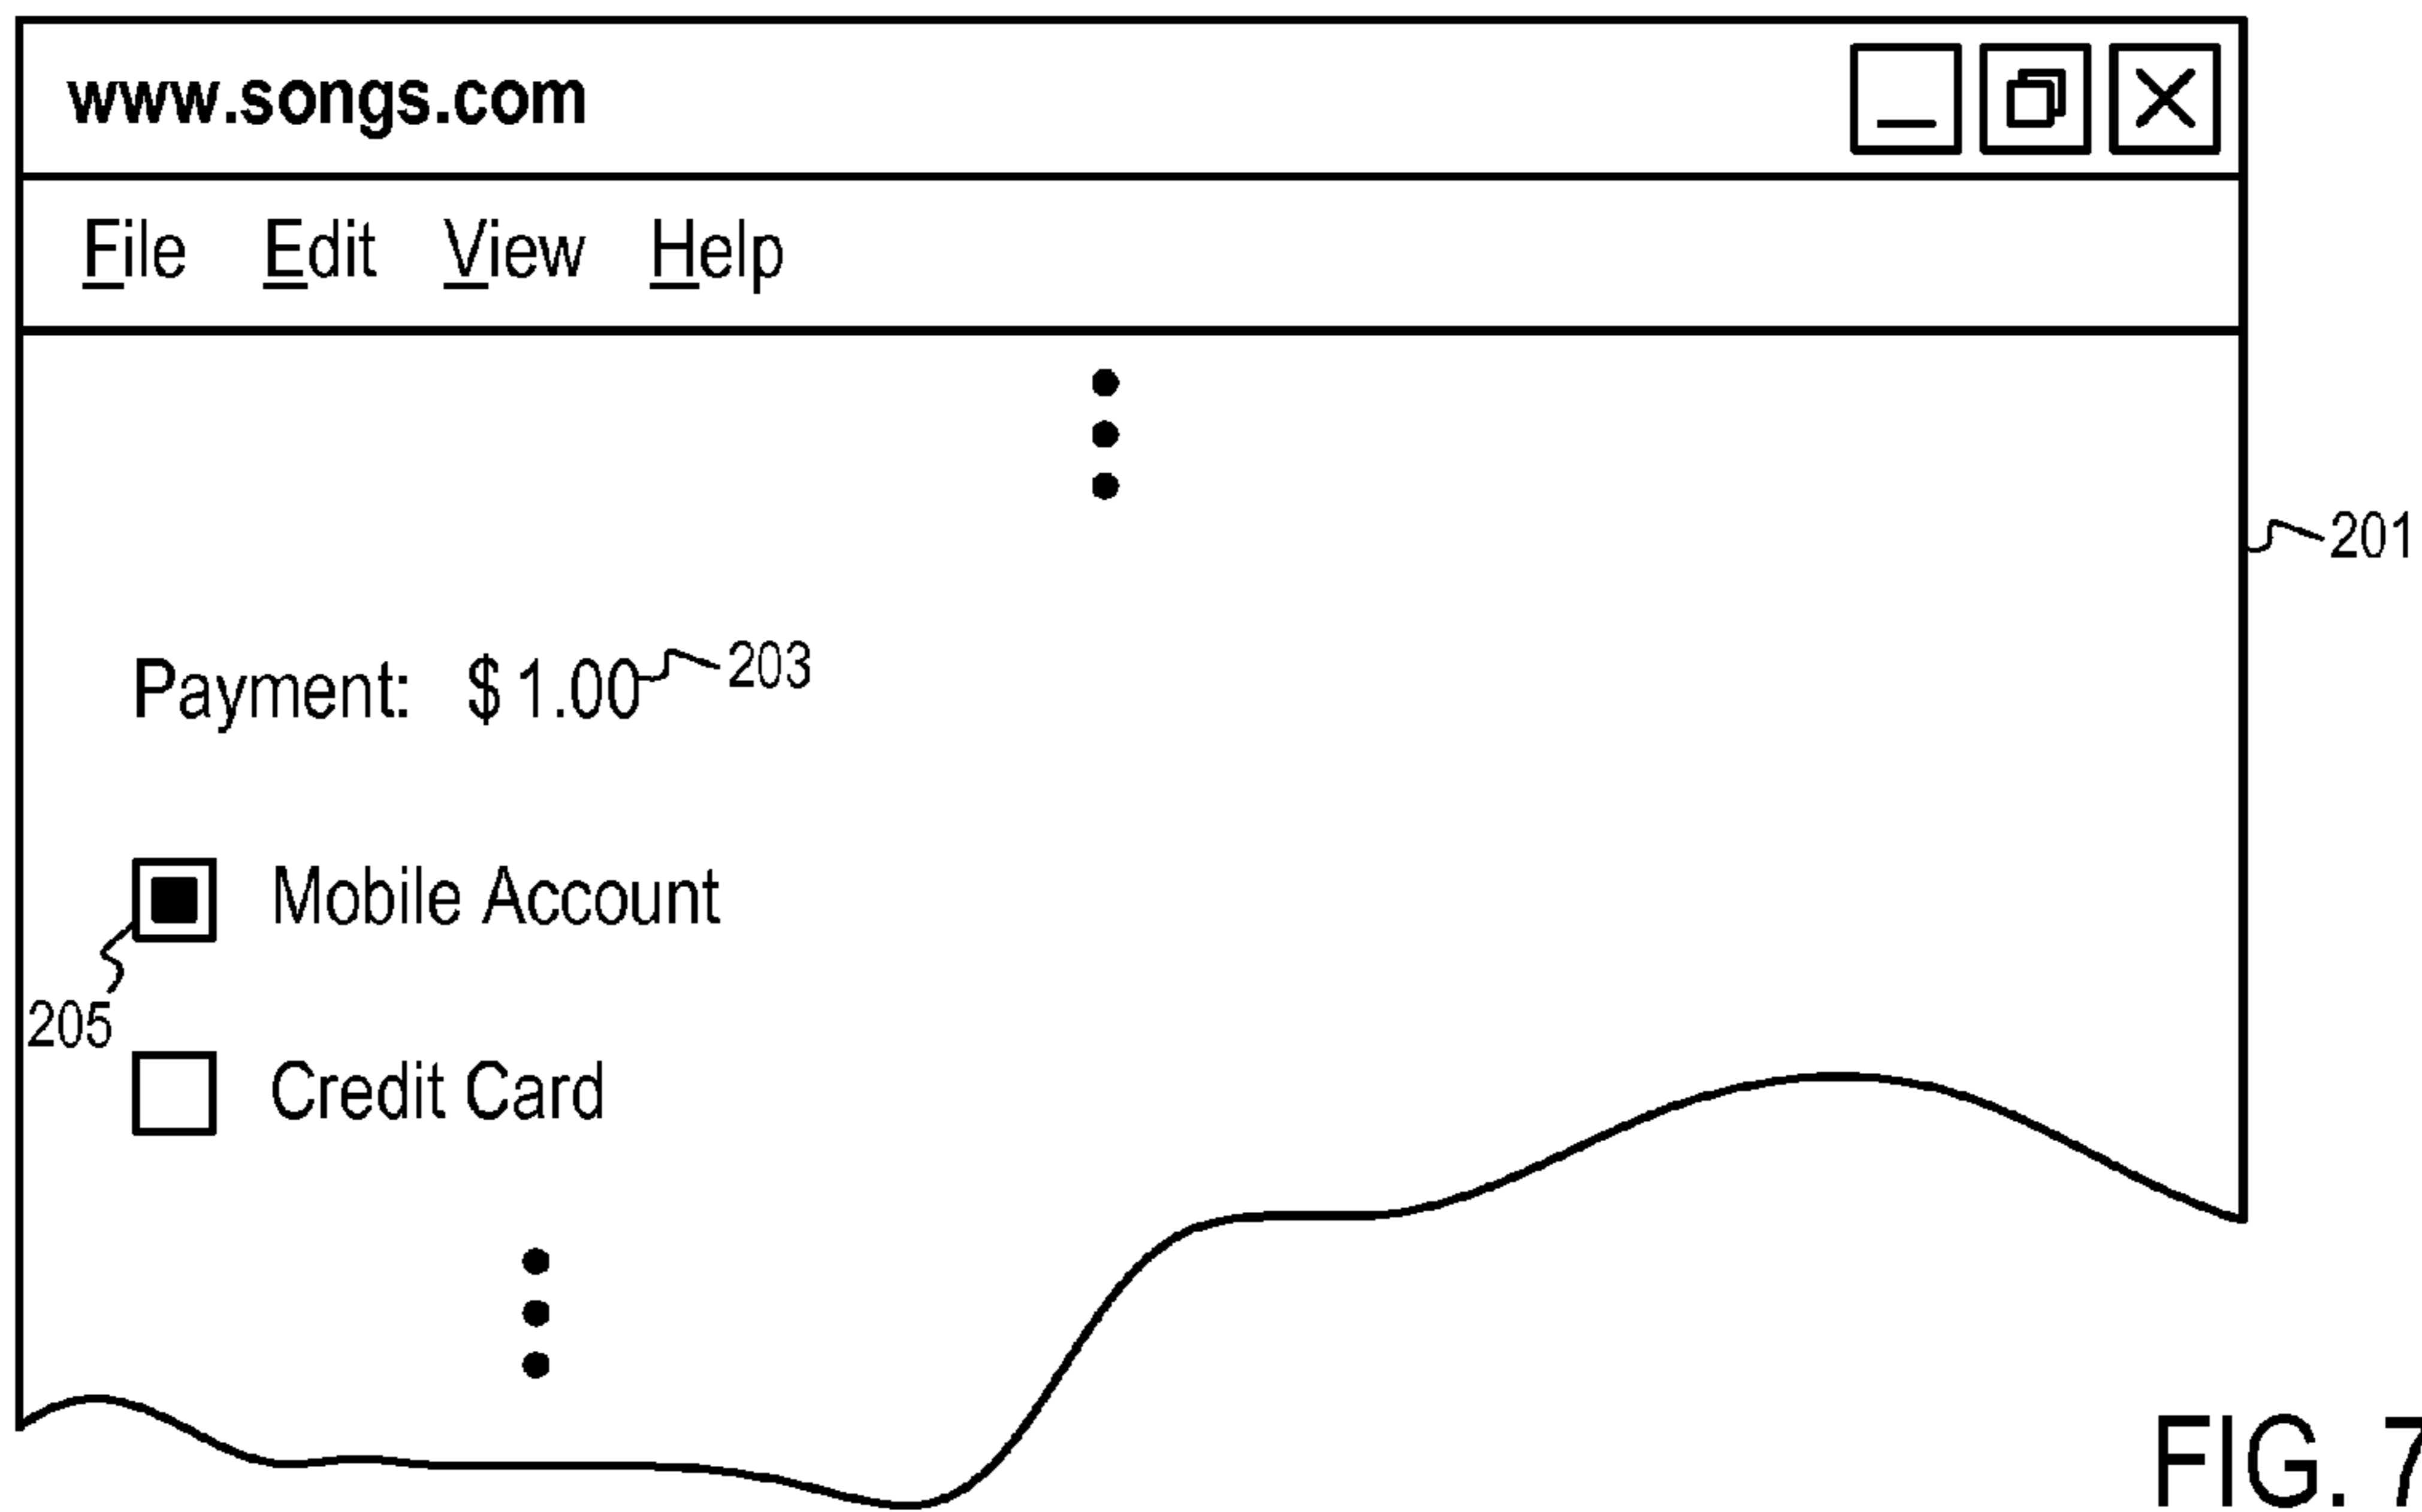 www.songs.com
File Edit View Help
201
Payment: $1.00 203
Mobile Account
205
Credit Card
FIG. 7